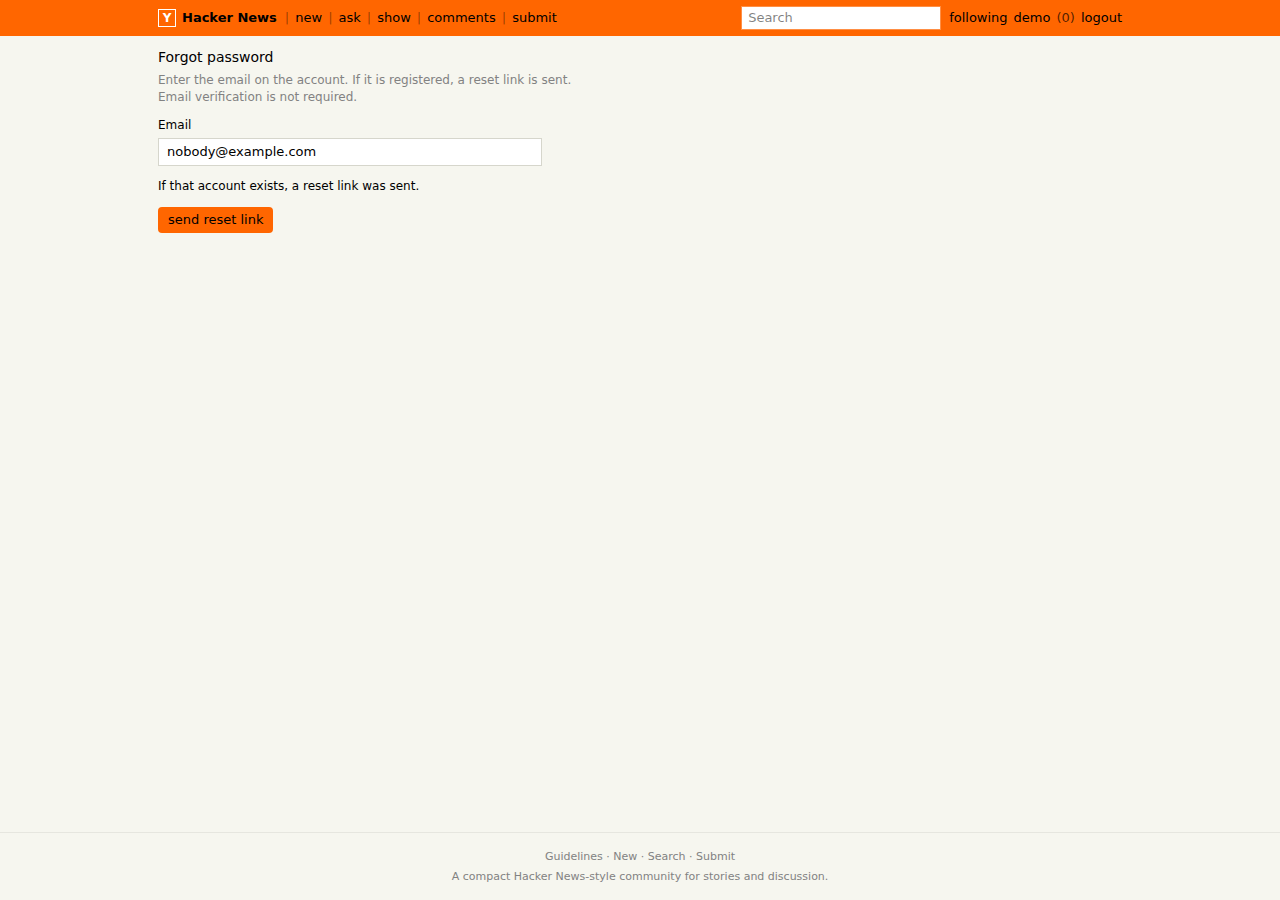 Y Hacker News | new | ask | show | comments | submit Search following demo (0) logout
Forgot password
Enter the email on the account. If it is registered, a reset link is sent.
Email verification is not required.
Email
nobody@example.com
If that account exists, a reset link was sent.
send reset link
Guidelines · New · Search · Submit
A compact Hacker News-style community for stories and discussion.